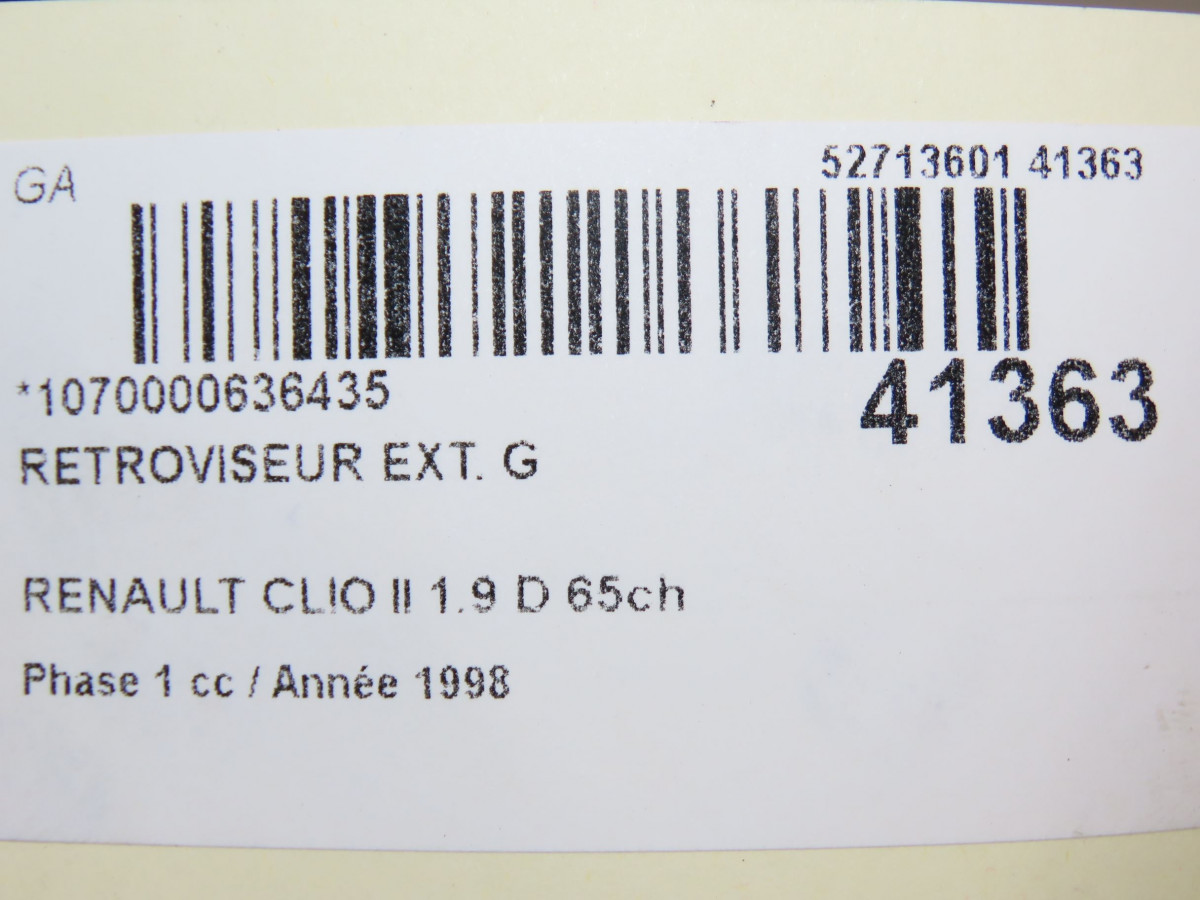 GA
52713601 41363
*1070000636435
41363
RETROVISEUR EXT. G
RENAULT CLIO II 1.9 D 65ch
Phase 1 cc / Année 1998